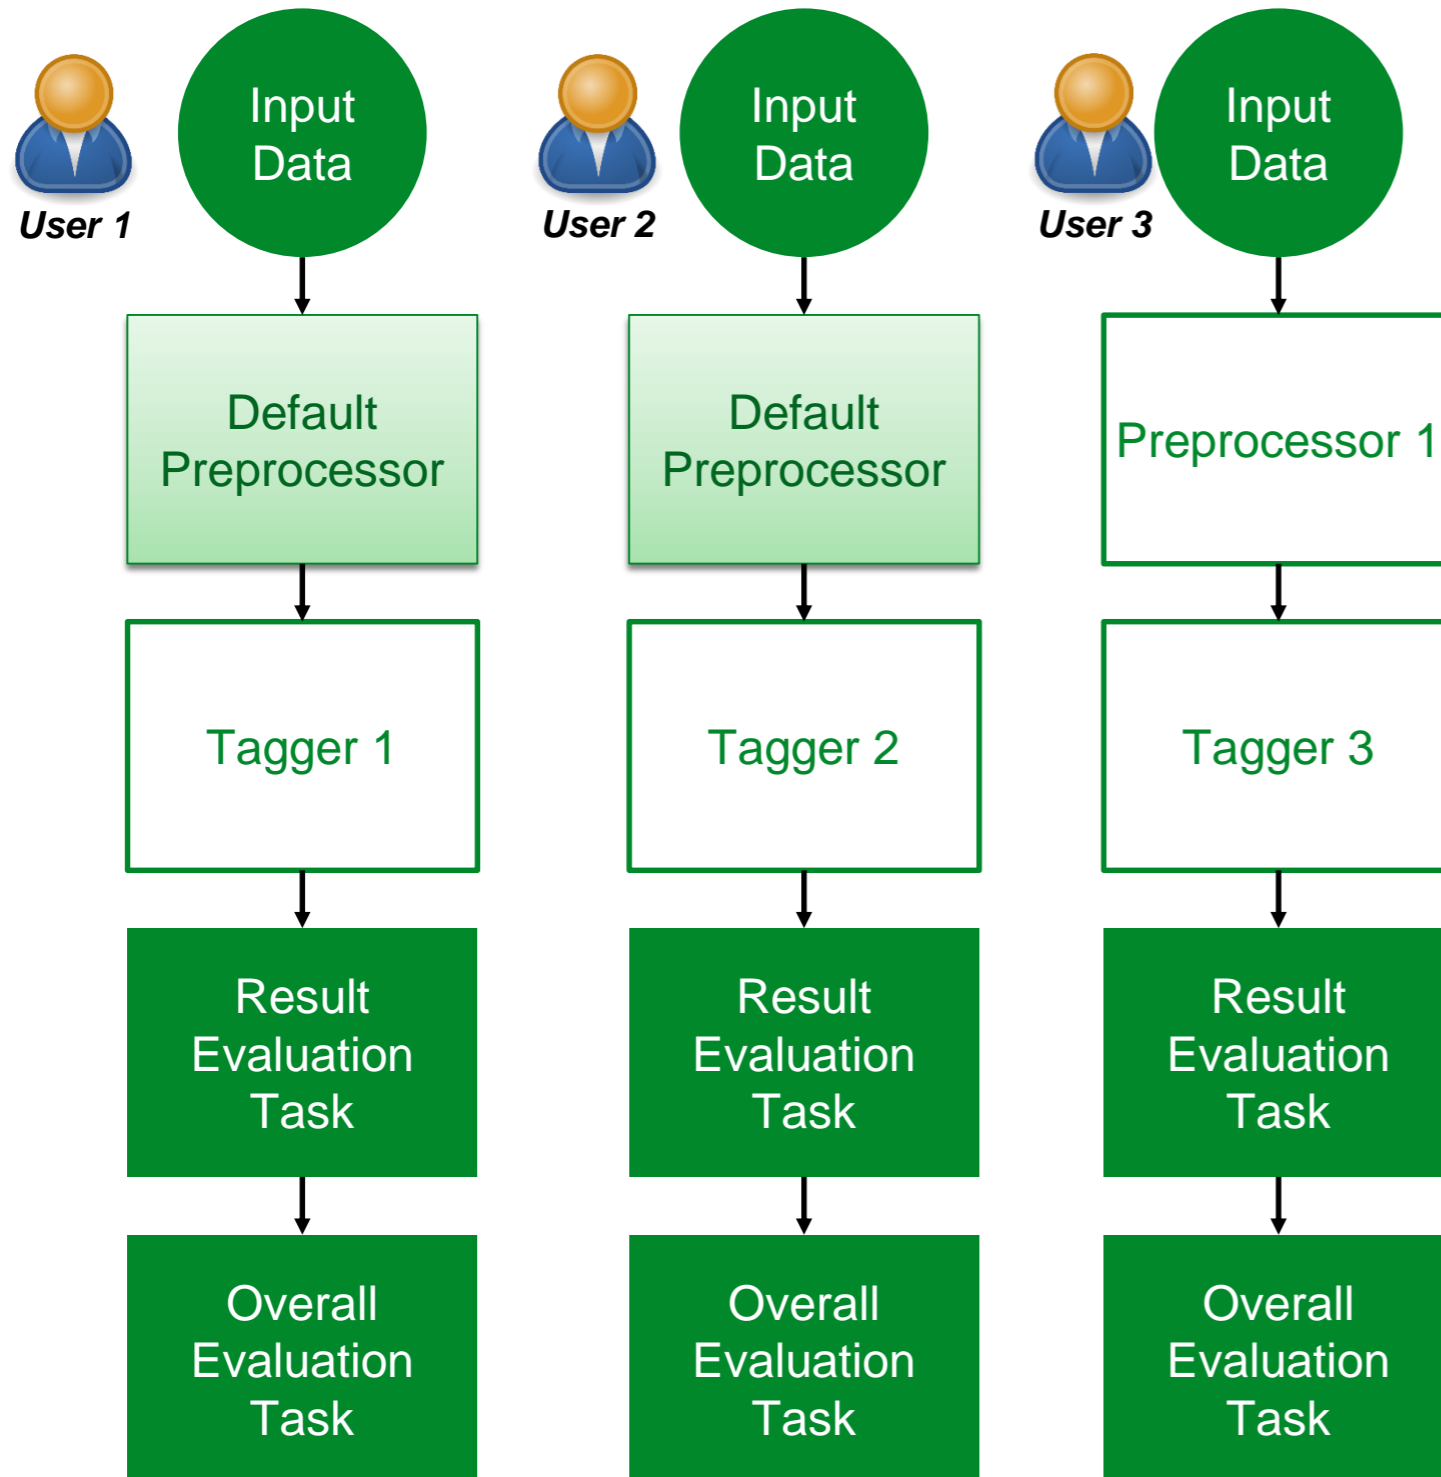 Input
Data
User 1
Input
Data
User 2
Input
Data
User 3
Default
Preprocessor
Default
Preprocessor
Preprocessor 1
Tagger 1
Tagger 2
Tagger 3
Result
Evaluation
Task
Result
Evaluation
Task
Result
Evaluation
Task
Overall
Evaluation
Task
Overall
Evaluation
Task
Overall
Evaluation
Task